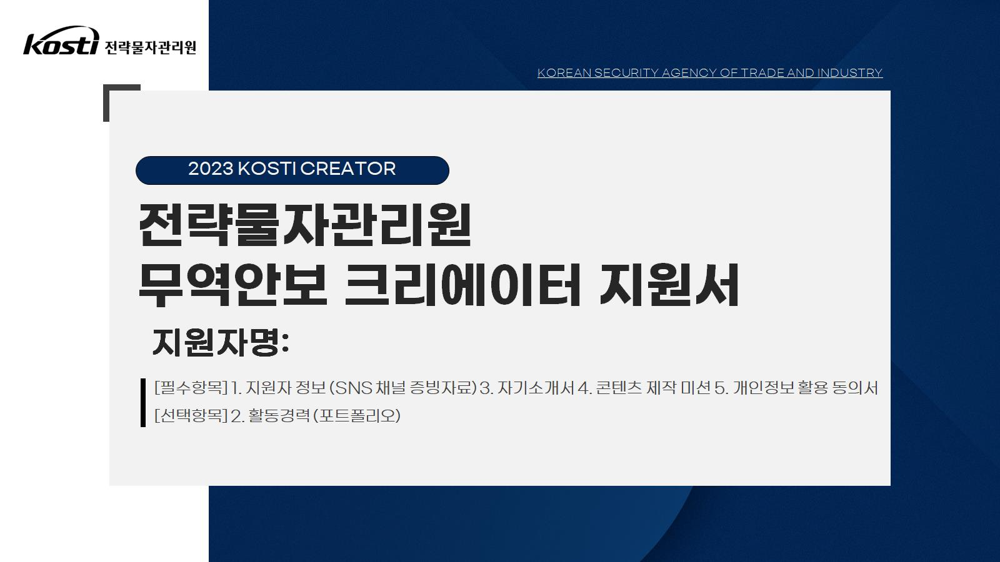 kosti 전략물자관리원
KOREAN SECURITY AGENCY OF TRADE AND INDUSTRY
2023 KOSTI CREATOR
전략물자관리원
무역안보 크리에이터 지원서
지원자명:
[필수항목] 1. 지원자 정보 (SNS 채널 증빙자료) 3. 자기소개서 4. 콘텐츠 제작 미션 5. 개인정보 활용 동의서
[선택항목] 2. 활동경력 (포트폴리오)